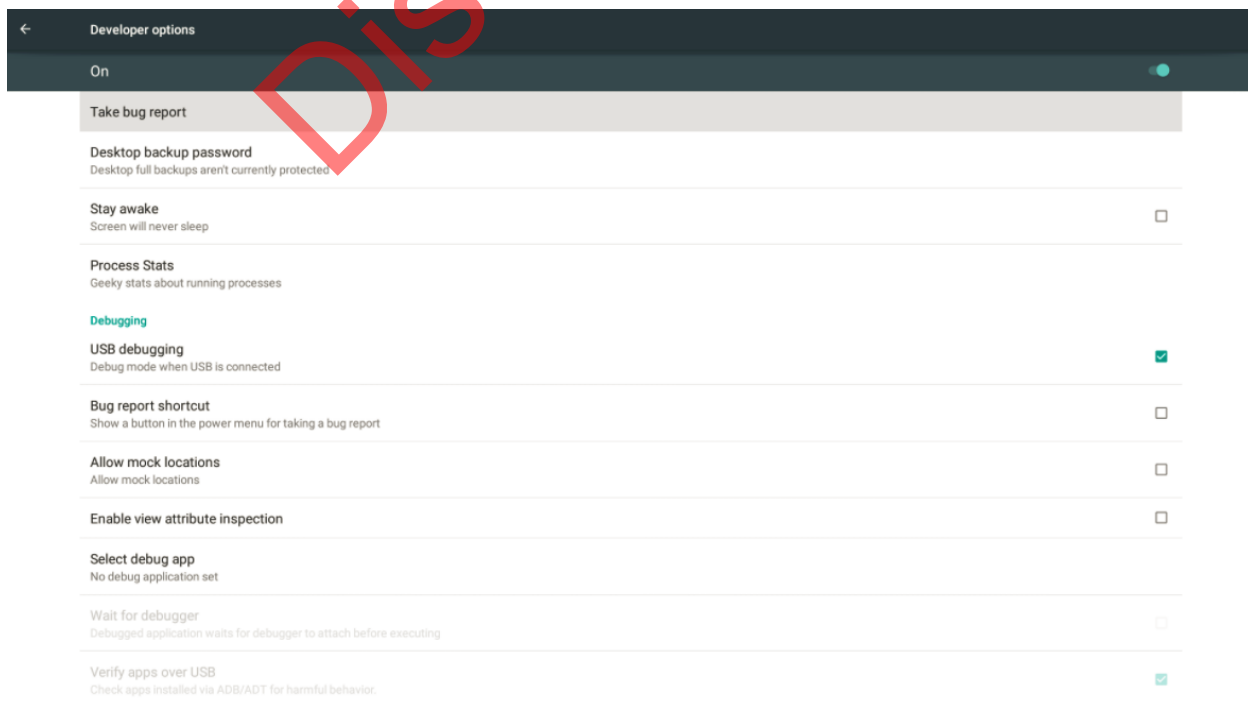 Developer options
On
Take bug report
Desktop backup password
Desktop full backups aren't currently protected
Stay awake
Screen will never sleep
Process Stats
Geeky stats about running processes
Debugging
USB debugging
Debug mode when USB is connected
Bug report shortcut
Show a button in the power menu for taking a bug report
Allow mock locations
Allow mock locations
Enable view attribute inspection
Select debug app
No debug application set
Wait for debugger
Debugged application waits for debugger to attach before executing
Verify apps over USB
Check apps installed via ADB/ADT for harmful behavior.
Dis